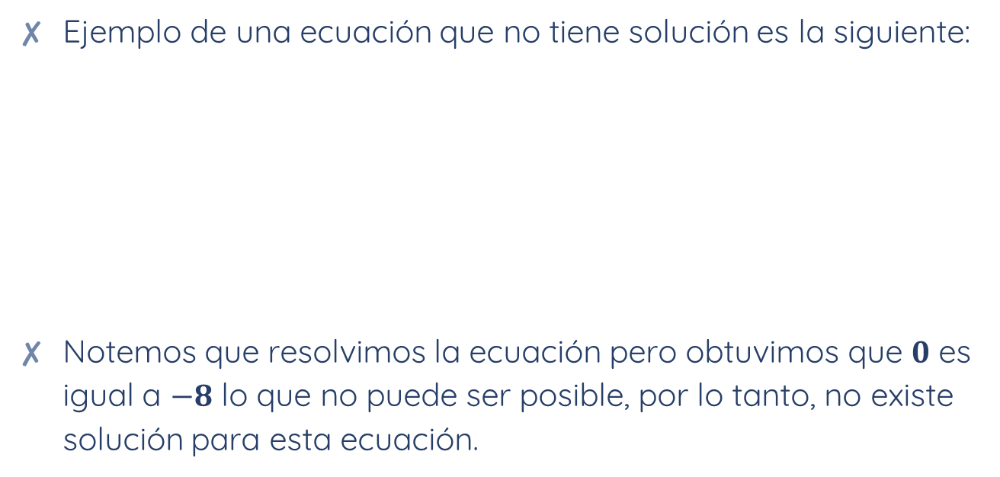 ✗ Ejemplo de una ecuación que no tiene solución es la siguiente:
✗ Notemos que resolvimos la ecuación pero obtuvimos que 0 es
igual a −8 lo que no puede ser posible, por lo tanto, no existe
solución para esta ecuación.